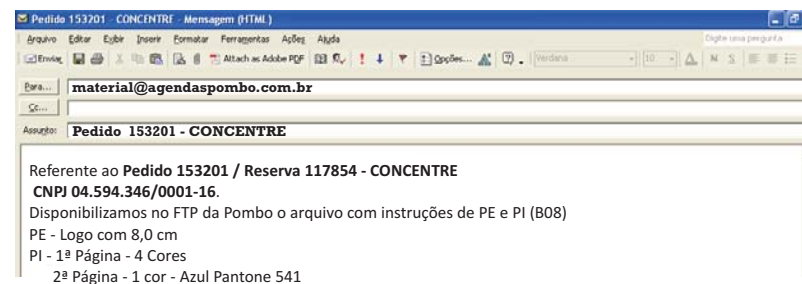 Pedido 153201 - CONCENTRE - Mensagem (HTML)
Arquivo Editar Exibir Inserir Formatar Ferramentas Ações Ajuda Digite uma pergunta
Enviar Attach as Adobe PDF Opções... Verdana 10 N S
Para... material@agendaspombo.com.br
Cc...
Assunto: Pedido 153201 - CONCENTRE
Referente ao Pedido 153201 / Reserva 117854 - CONCENTRE
CNPJ 04.594.346/0001-16.
Disponibilizamos no FTP da Pombo o arquivo com instruções de PE e PI (B08)
PE - Logo com 8,0 cm
PI - 1ª Página - 4 Cores
2ª Página - 1 cor - Azul Pantone 541